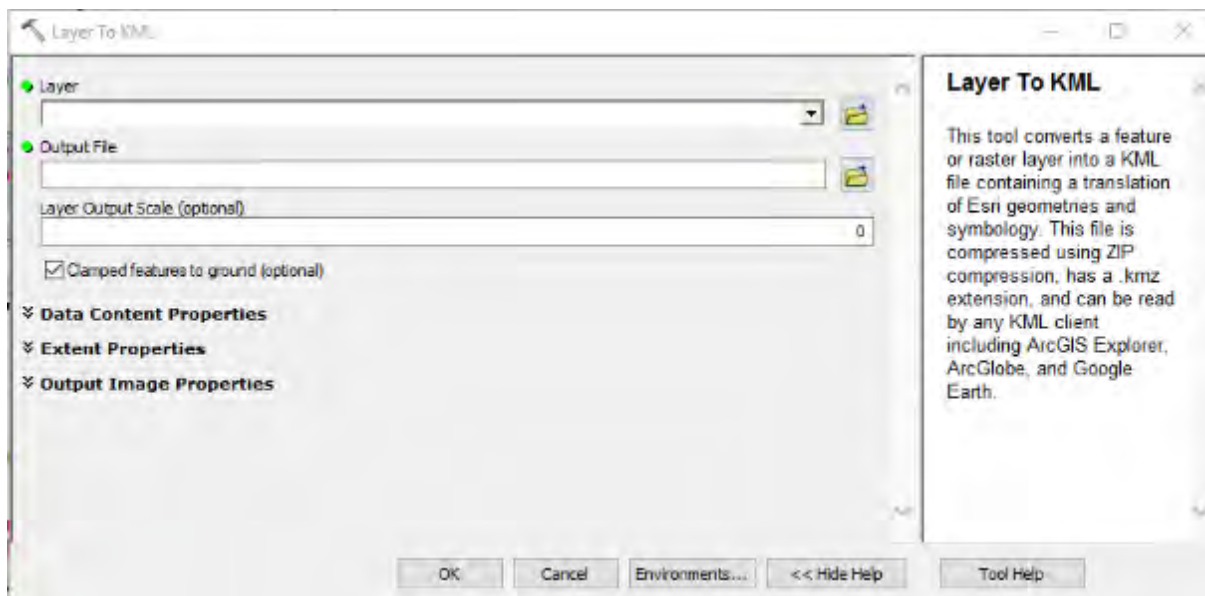 Layer To KML
Layer
Output File
Layer Output Scale (optional)
0
Clamped features to ground (optional)
Data Content Properties
Extent Properties
Output Image Properties
Layer To KML
This tool converts a feature
or raster layer into a KML
file containing a translation
of Esri geometries and
symbology. This file is
compressed using ZIP
compression, has a .kmz
extension, and can be read
by any KML client
including ArcGIS Explorer,
ArcGlobe, and Google
Earth.
OK
Cancel
Environments...
<< Hide Help
Tool Help